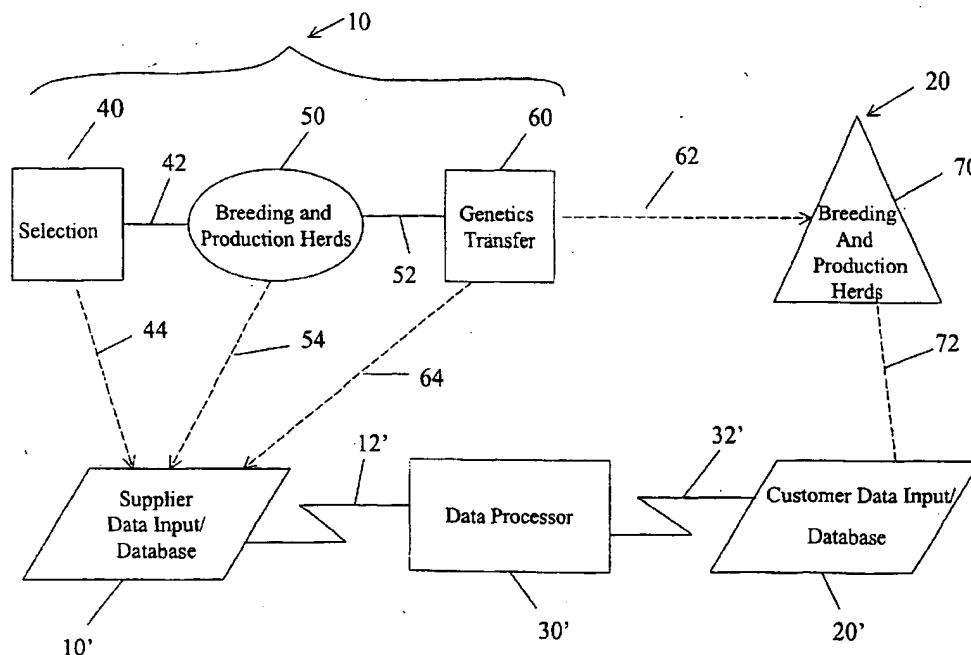 10
40
50
60
20
42
62
70
Selection
Breeding and
Production Herds
Genetics
Transfer
Breeding
And
Production
Herds
52
44
54
64
72
12'
32'
Supplier
Data Input/
Database
Data Processor
Customer Data Input/
Database
10'
30'
20'